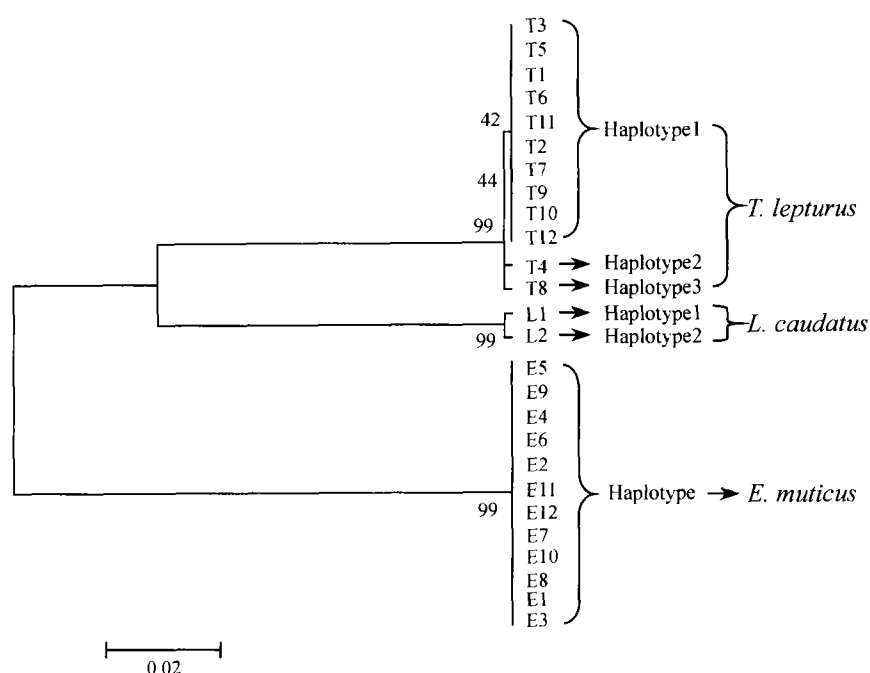 T3
T5
T1
T6
42
T11
Haplotype1
T2
T7
44
T9
T10
T. lepturus
99
T12
T4
Haplotype2
T8
Haplotype3
L1
Haplotype1
L. caudatus
99
L2
Haplotype2
E5
E9
E4
E6
E2
E11
Haplotype
E. muticus
99
E12
E7
E10
E8
E1
E3
0.02